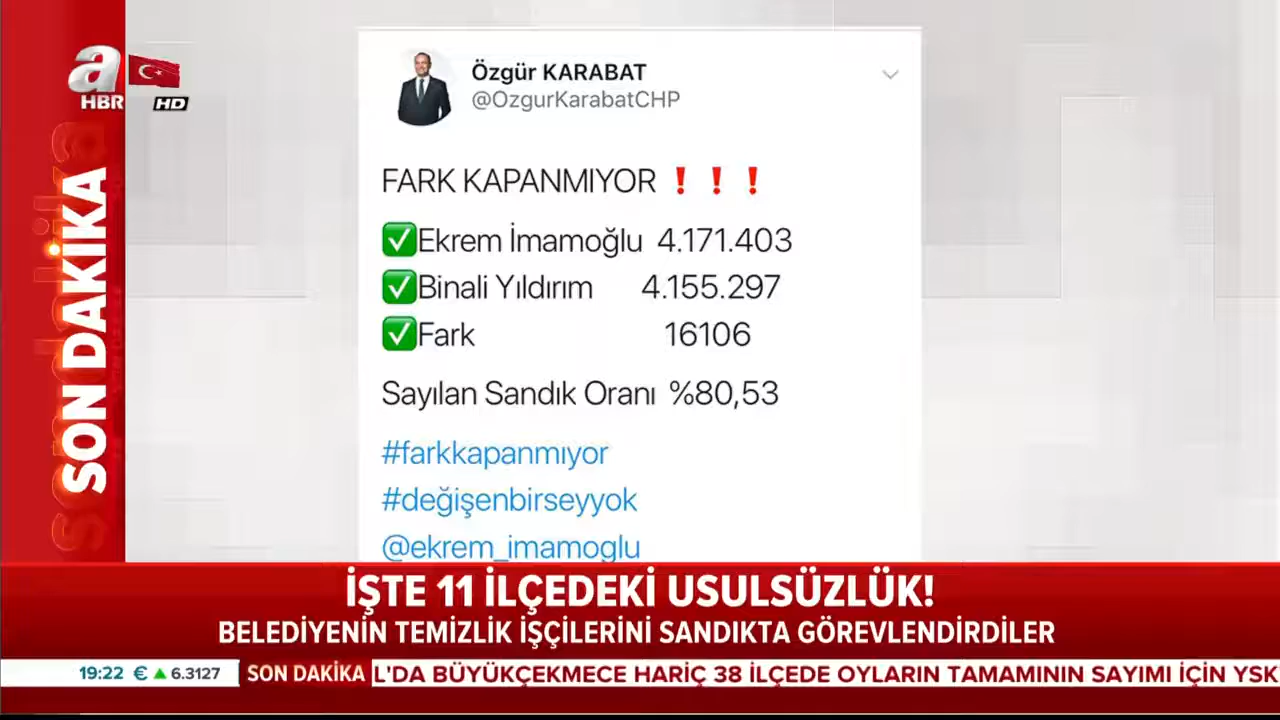 a
HBR
HD
SON DAKİKA
Özgür KARABAT
@OzgurKarabatCHP
FARK KAPANMIYOR ❗❗❗
✅Ekrem İmamoğlu 4.171.403
✅Binali Yıldırım 4.155.297
✅Fark 16106
Sayılan Sandık Oranı %80,53
#farkkapanmıyor
#değişenbirseyyok
@ekrem_imamoglu
İŞTE 11 İLÇEDEKİ USULSÜZLÜK!
BELEDİYENİN TEMİZLİK İŞÇİLERİNİ SANDIKTA GÖREVLENDİRDİLER
19:22 € ▲ 6.3127 SON DAKİKA L'DA BÜYÜKÇEKMECE HARİÇ 38 İLÇEDE OYLARIN TAMAMININ SAYIMI İÇİN YSK